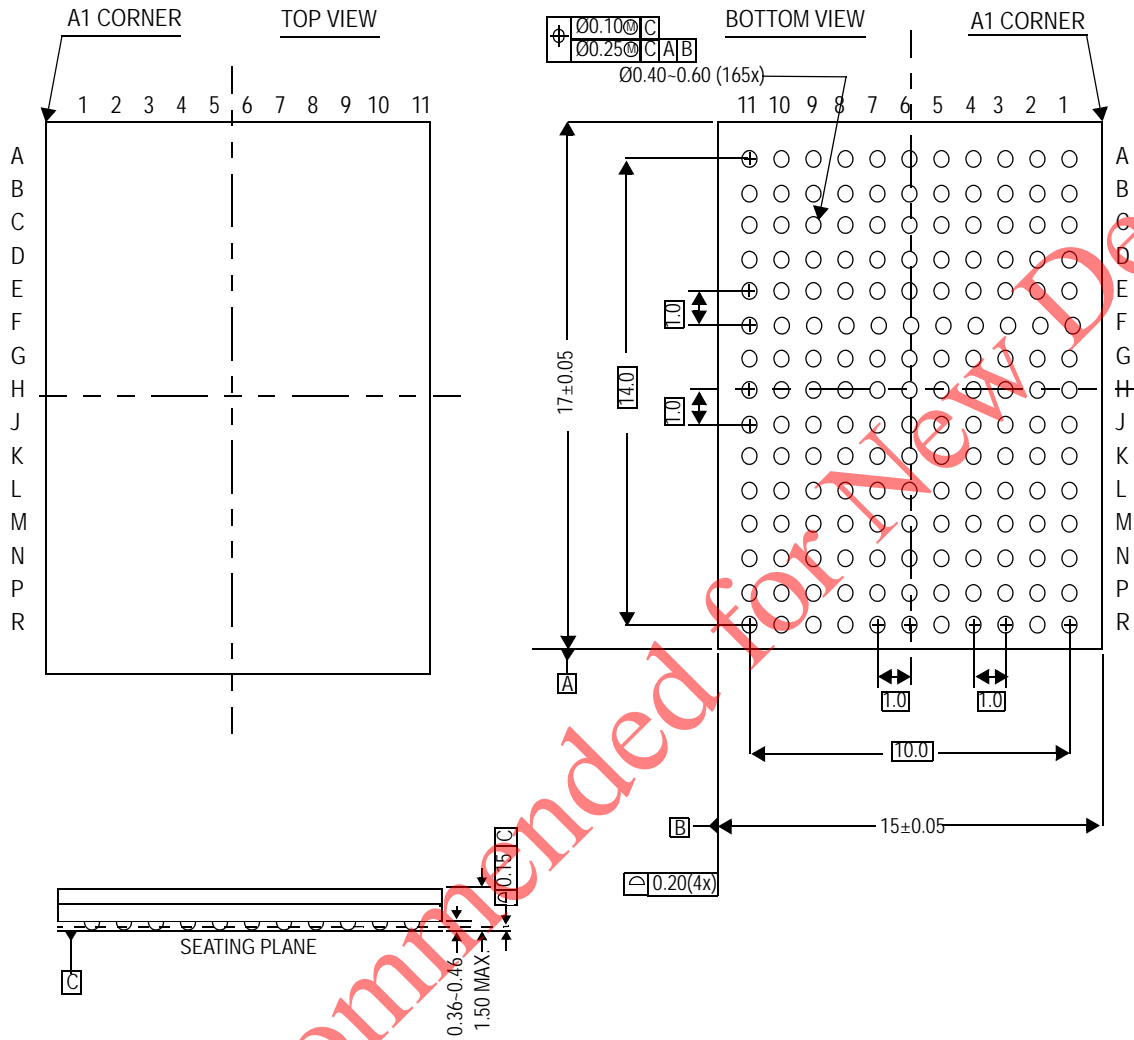 A1 CORNER
TOP VIEW
1 2 3 4 5 6 7 8 9 10 11
A
B
C
D
E
F
G
H
J
K
L
M
N
P
R
Ø0.10Ⓜ C
Ø0.25Ⓜ C A B
BOTTOM VIEW
A1 CORNER
Ø0.40~0.60 (165x)
11 10 9 8 7 6 5 4 3 2 1
A
B
C
D
E
F
G
H
J
K
L
M
N
P
R
17±0.05
14.0
1.0
1.0
A
1.0
1.0
10.0
B
15±0.05
0.20(4x)
0.15 C
SEATING PLANE
C
0.36~0.46
1.50 MAX.
ommended for New De